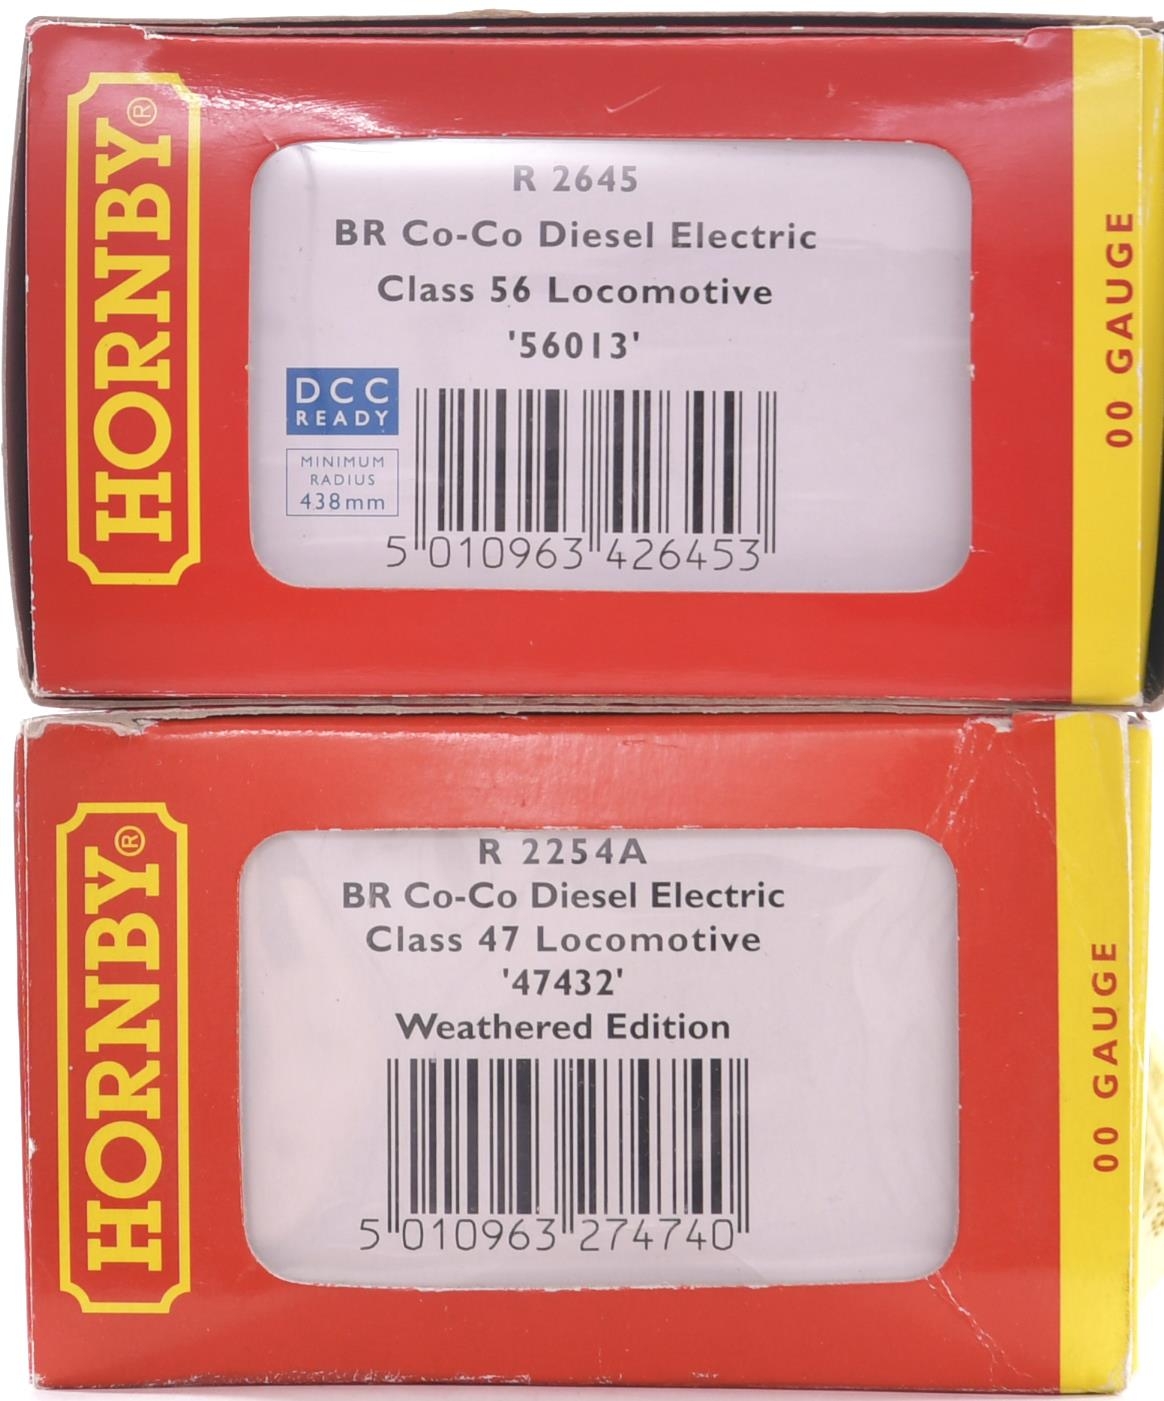 HORNBY®
R 2645
BR Co-Co Diesel Electric
Class 56 Locomotive
'56013'
DCC
READY
MINIMUM
RADIUS
438mm
5 010963 426453
00 GAUGE
HORNBY®
R 2254A
BR Co-Co Diesel Electric
Class 47 Locomotive
'47432'
Weathered Edition
5 010963 274740
00 GAUGE